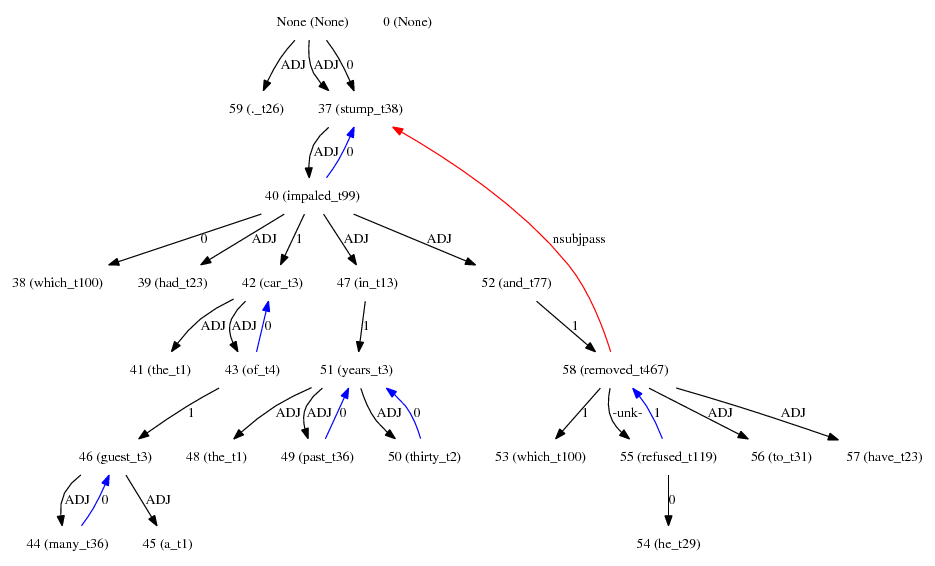 None (None) 0 (None)
ADJ ADJ 0
59 (._t26) 37 (stump_t38)
ADJ 0
40 (impaled_t99)
0 ADJ 1 ADJ ADJ nsubjpass
38 (which_t100) 39 (had_t23) 42 (car_t3) 47 (in_t13) 52 (and_t77)
ADJ ADJ 0 1 1
41 (the_t1) 43 (of_t4) 51 (years_t3) 58 (removed_t467)
1 ADJ ADJ 0 ADJ 0 1 -unk- 1 ADJ ADJ
46 (guest_t3) 48 (the_t1) 49 (past_t36) 50 (thirty_t2) 53 (which_t100) 55 (refused_t119) 56 (to_t31) 57 (have_t23)
ADJ 0 ADJ 0
44 (many_t36) 45 (a_t1) 54 (he_t29)